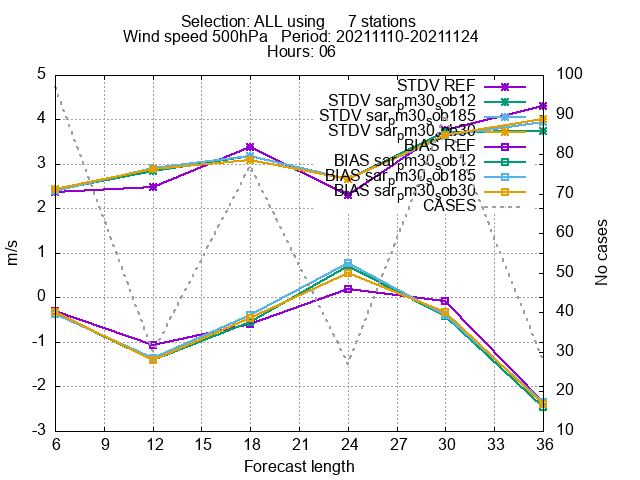 Selection: ALL using 7 stations
Wind speed 500hPa Period: 20211110-20211124
Hours: 06
STDV REF
STDV sar_pm30_sob12
STDV sar_pm30_sob185
STDV sar_pm30_sob30
BIAS REF
BIAS sar_pm30_sob12
BIAS sar_pm30_sob185
BIAS sar_pm30_sob30
CASES
5
4
3
2
1
0
-1
-2
-3
m/s
100
90
80
70
60
50
40
30
20
10
No cases
6 9 12 15 18 21 24 27 30 33 36
Forecast length